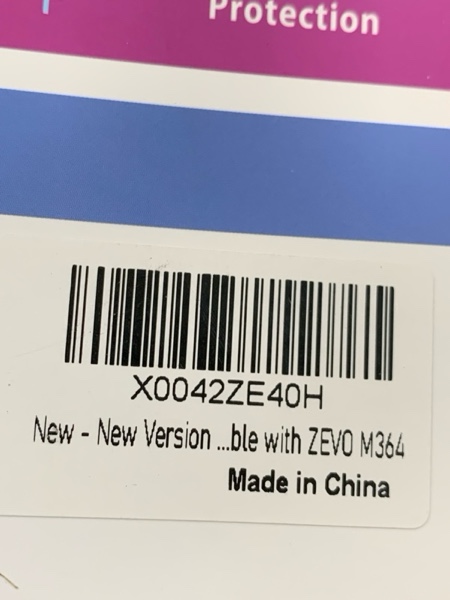 Protection
X0042ZE40H
New - New Version ...ble with ZEVO M364
Made in China